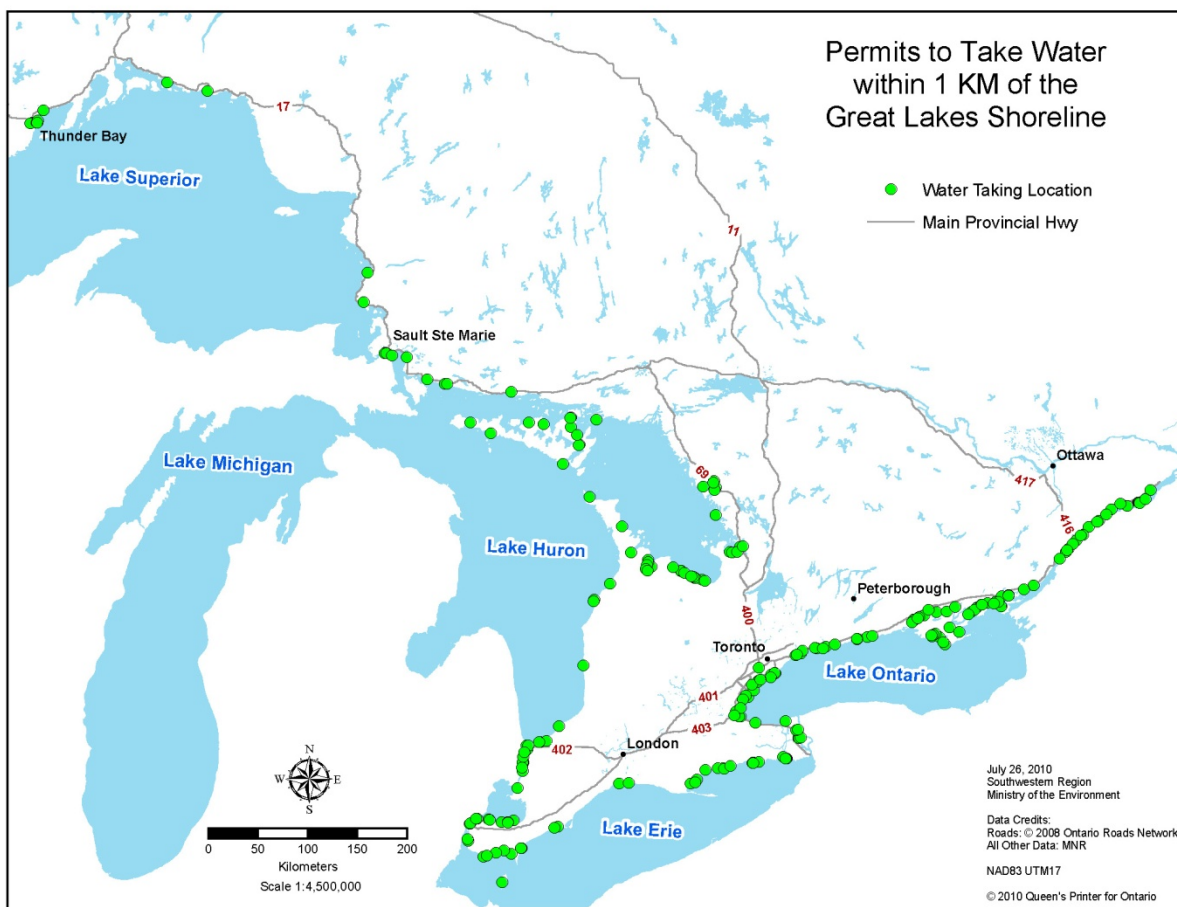 Permits to Take Water
within 1 KM of the
Great Lakes Shoreline
Water Taking Location
Main Provincial Hwy
17
Thunder Bay
Lake Superior
11
Sault Ste Marie
Lake Michigan
69
Ottawa
417
416
Lake Huron
Peterborough
400
Toronto
Lake Ontario
401
403
402
London
Lake Erie
N
W E
S
0 50 100 150 200
Kilometers
Scale 1:4,500,000
July 26, 2010
Southwestern Region
Ministry of the Environment
Data Credits:
Roads: © 2008 Ontario Roads Network
All Other Data: MNR
NAD83 UTM17
© 2010 Queen's Printer for Ontario